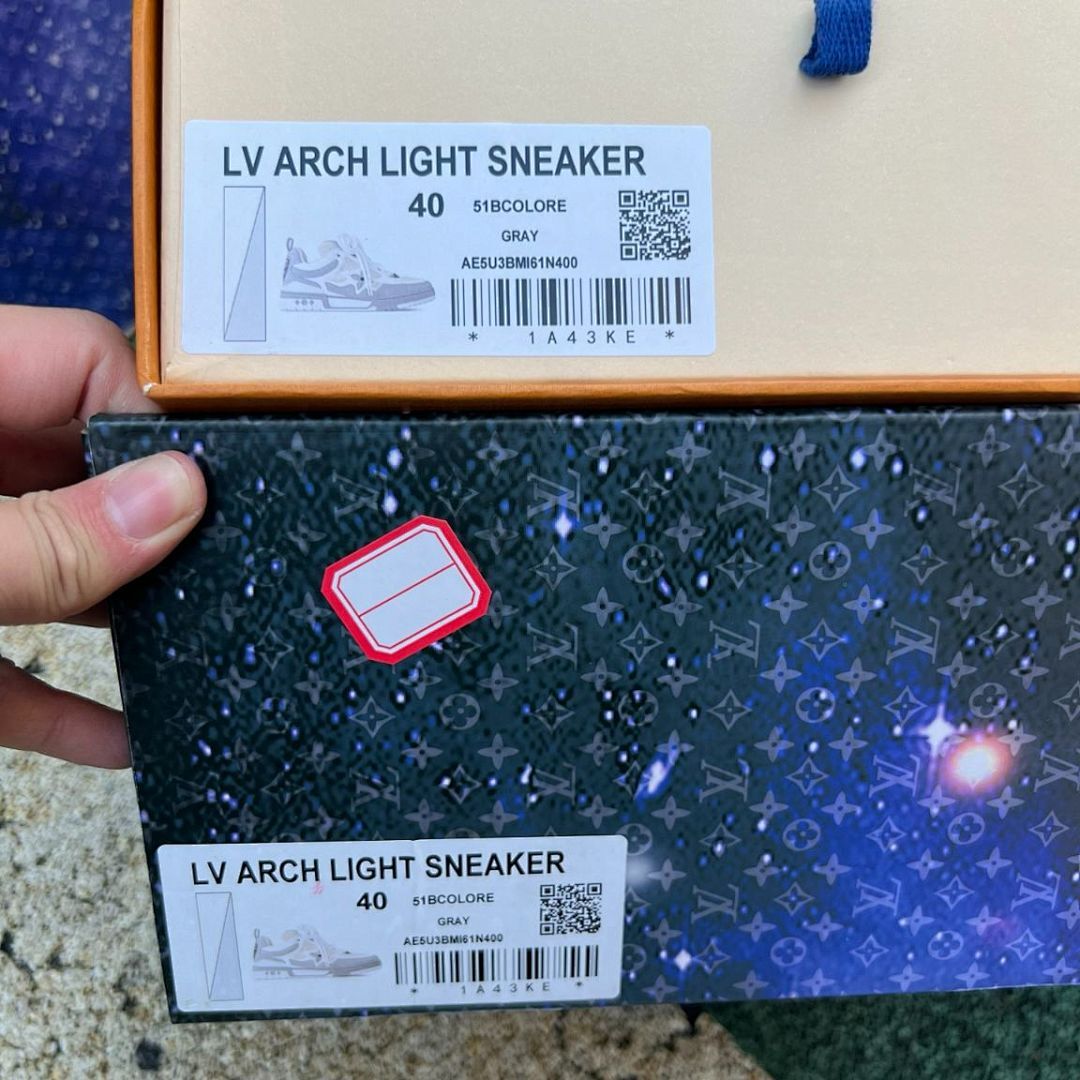 LV ARCH LIGHT SNEAKER
40 51BCOLORE
GRAY
AE5U3BMI61N400
* 1A43KE *
LV ARCH LIGHT SNEAKER
40 51BCOLORE
GRAY
AE5U3BMI61N400
* 1A43KE *